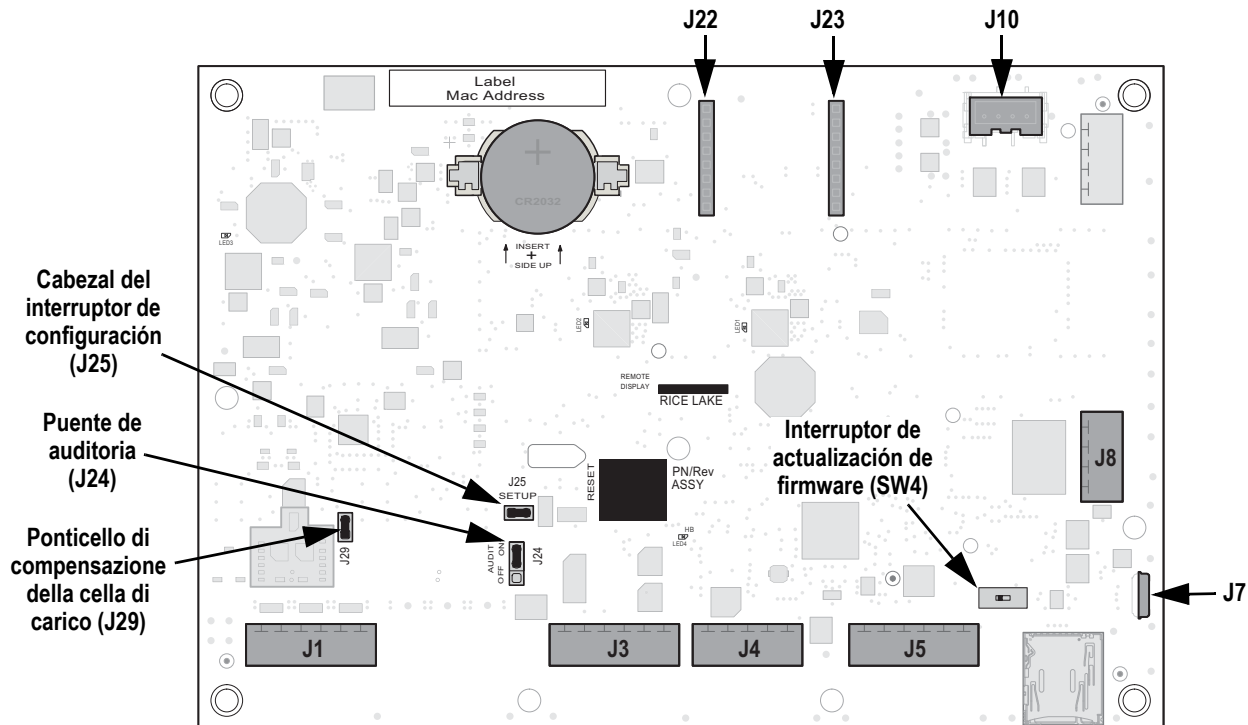 J22
J23
J10
Label
Mac Address
CR2032
INSERT
+
SIDE UP
LED3
LED2
LED1
Cabezal del
interruptor de
configuración
(J25)
REMOTE
DISPLAY
RICE LAKE
Puente de
auditoria
(J24)
Interruptor de
actualización de
firmware (SW4)
J8
J25
SETUP
RESET
PN/Rev
ASSY
HB
LED4
Ponticello di
compensazione
della cella di
carico (J29)
J29
AUDIT
OFF ON
J24
J7
J1
J3
J4
J5